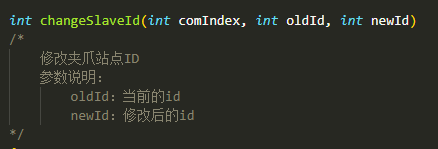 int changeSlaveId(int comIndex, int oldId, int newId)
/*
修改夹爪站点ID
参数说明：
oldId：当前的id
newId：修改后的id
*/